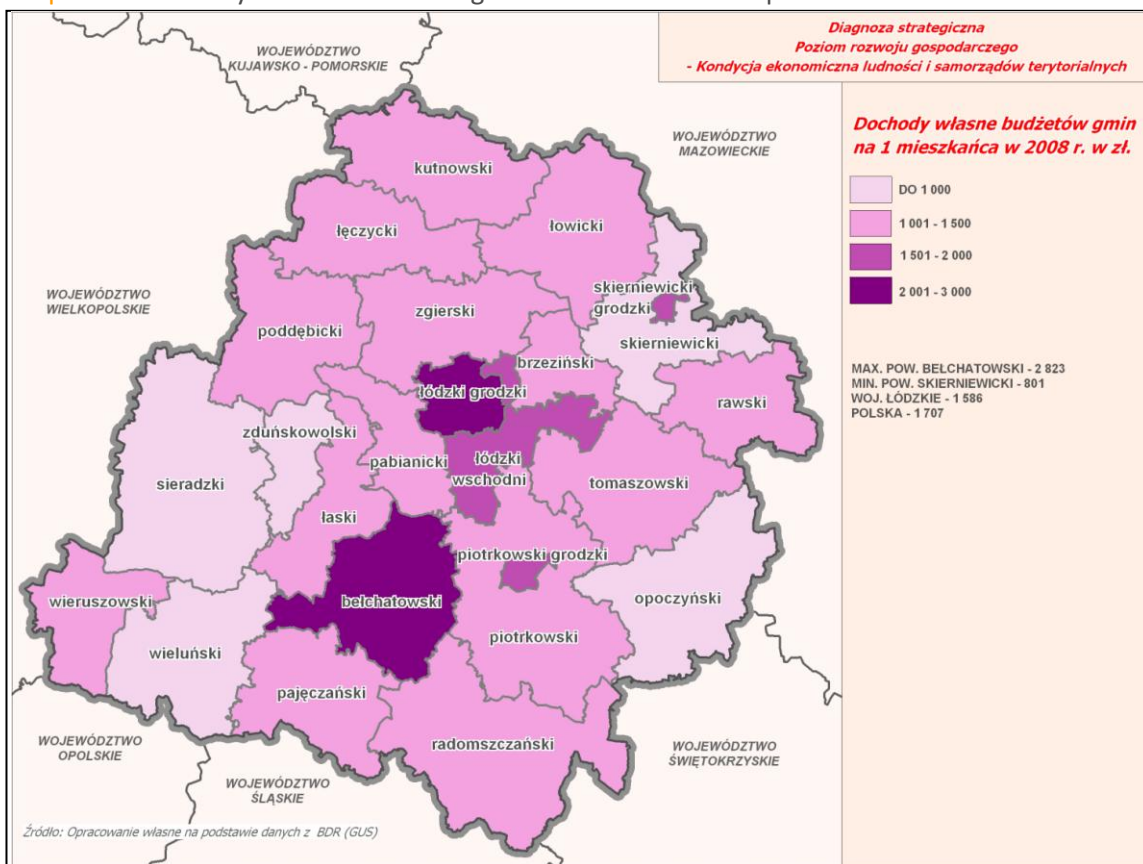 Diagnoza strategiczna
Poziom rozwoju gospodarczego
- Kondycja ekonomiczna ludności i samorządów terytorialnych
WOJEWÓDZTWO
KUJAWSKO - POMORSKIE
WOJEWÓDZTWO
MAZOWIECKIE
Dochody własne budżetów gmin
na 1 mieszkańca w 2008 r. w zł.
DO 1 000
1 001 - 1 500
1 501 - 2 000
2 001 - 3 000
MAX. POW. BEŁCHATOWSKI - 2 823
MIN. POW. SKIERNIEWICKI - 801
WOJ. ŁÓDZKIE - 1 586
POLSKA - 1 707
kutnowski
łęczycki
łowicki
WOJEWÓDZTWO
WIELKOPOLSKIE
skierniewicki
grodzki
zgierski
poddębicki
skierniewicki
brzeziński
łódzki grodzki
rawski
zduńskowolski
pabianicki
łódzki
wschodni
sieradzki
tomaszowski
łaski
piotrkowski grodzki
wieruszowski
bełchatowski
opoczyński
piotrkowski
wieluński
pajęczański
radomszczański
WOJEWÓDZTWO
OPOLSKIE
WOJEWÓDZTWO
ŚWIĘTOKRZYSKIE
WOJEWÓDZTWO
ŚLĄSKIE
Źródło: Opracowanie własne na podstawie danych z BDR (GUS)